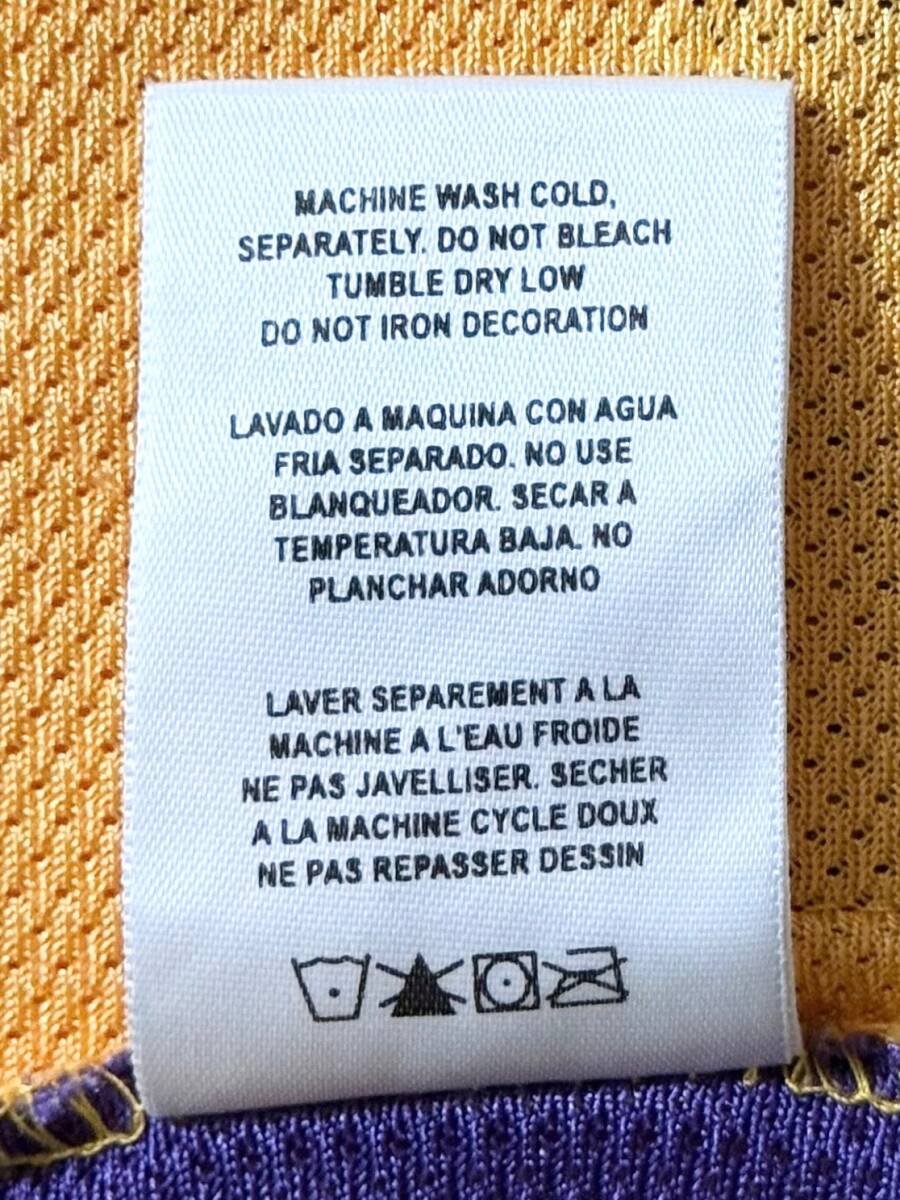 MACHINE WASH COLD,
SEPARATELY. DO NOT BLEACH
TUMBLE DRY LOW
DO NOT IRON DECORATION
LAVADO A MAQUINA CON AGUA
FRIA SEPARADO. NO USE
BLANQUEADOR. SECAR A
TEMPERATURA BAJA. NO
PLANCHAR ADORNO
LAVER SEPAREMENT A LA
MACHINE A L'EAU FROIDE
NE PAS JAVELLISER. SECHER
A LA MACHINE CYCLE DOUX
NE PAS REPASSER DESSIN